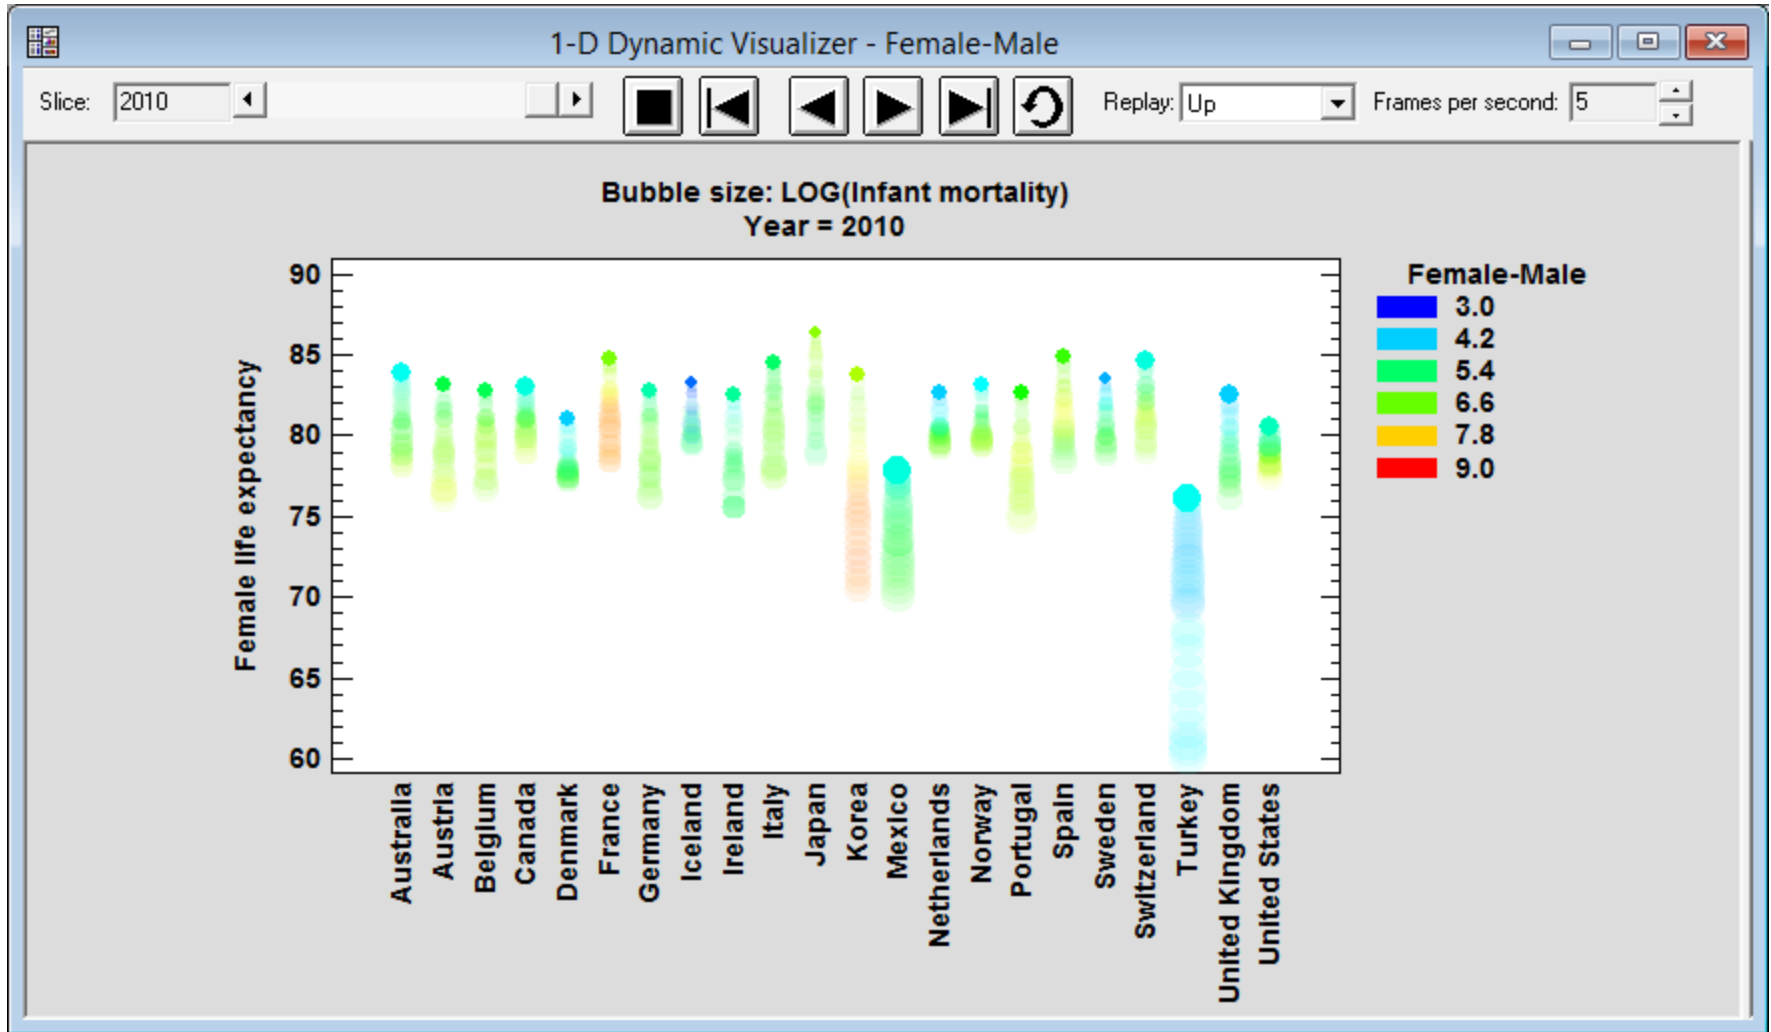 1-D Dynamic Visualizer - Female-Male
Slice: 2010 Replay: Up Frames per second: 5
Bubble size: LOG(Infant mortality)
Year = 2010
Female-Male
3.0
4.2
5.4
6.6
7.8
9.0
Female life expectancy
90
85
80
75
70
65
60
Australia
Austria
Belgium
Canada
Denmark
France
Germany
Iceland
Ireland
Italy
Japan
Korea
Mexico
Netherlands
Norway
Portugal
Spain
Sweden
Switzerland
Turkey
United Kingdom
United States